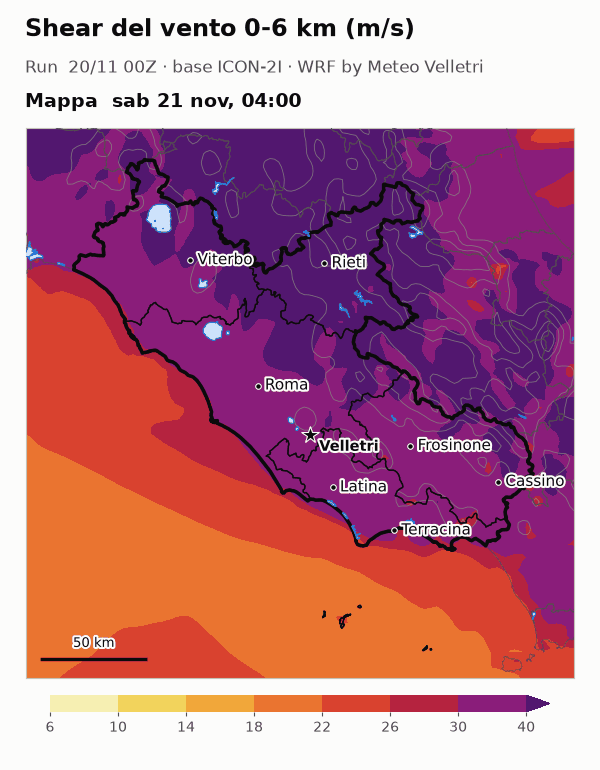 Shear del vento 0-6 km (m/s)
Run  20/11 00Z · base ICON-2I · WRF by Meteo Velletri
Mappa  sab 21 nov, 04:00
Viterbo
Rieti
Roma
Velletri
Frosinone
Cassino
Latina
Terracina
50 km
6 10 14 18 22 26 30 40